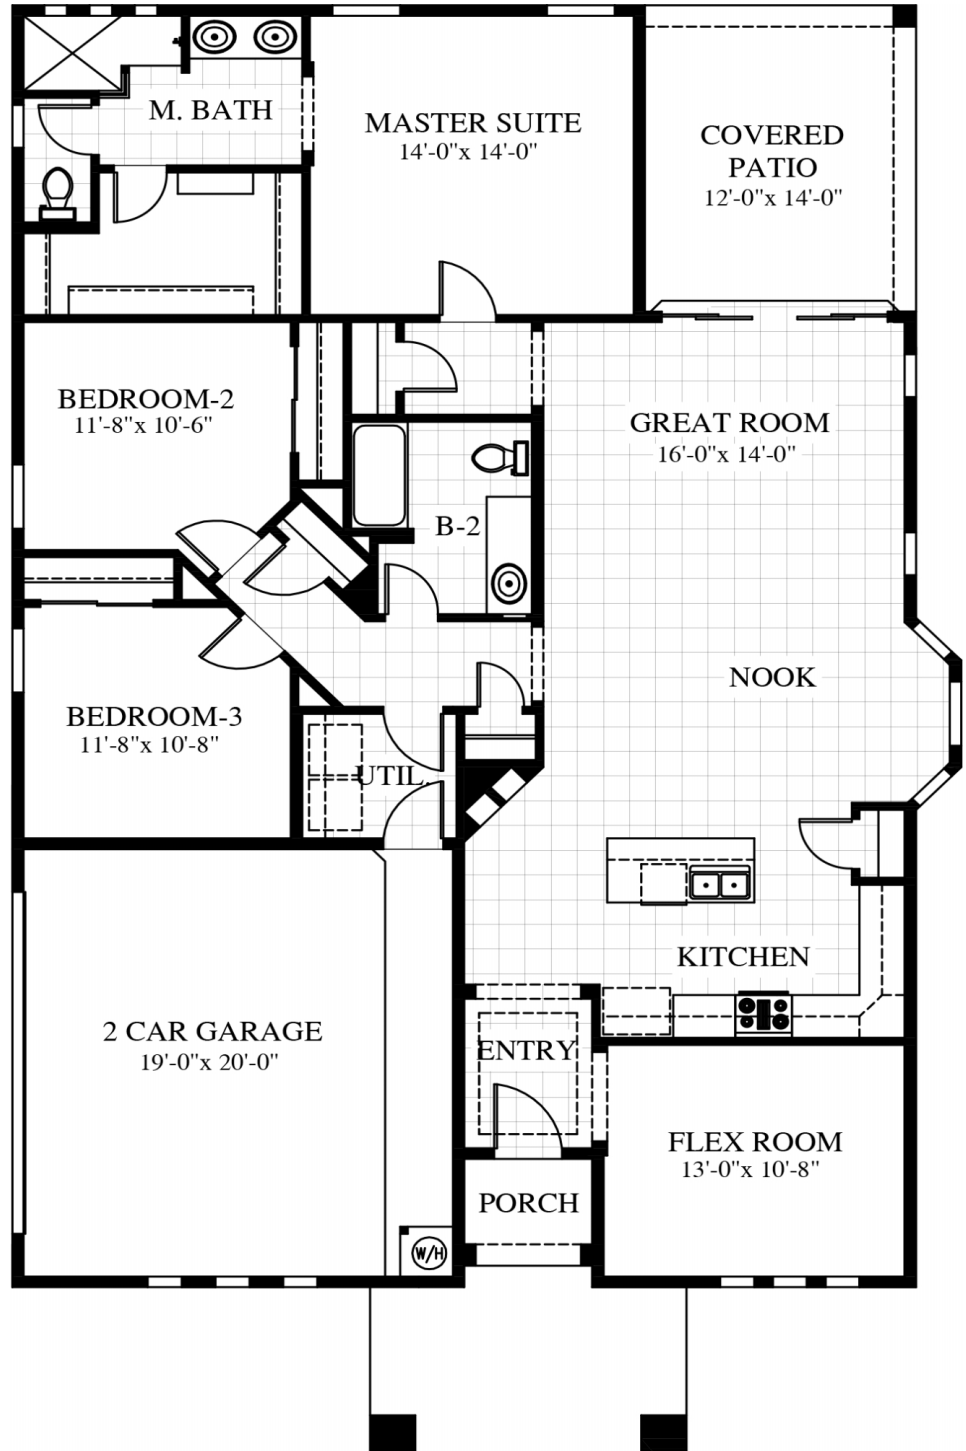 M. BATH
MASTER SUITE
14'-0"x 14'-0"
COVERED
PATIO
12'-0"x 14'-0"
BEDROOM-2
11'-8"x 10'-6"
GREAT ROOM
16'-0"x 14'-0"
B-2
NOOK
BEDROOM-3
11'-8"x 10'-8"
UTIL.
KITCHEN
2 CAR GARAGE
19'-0"x 20'-0"
ENTRY
FLEX ROOM
13'-0"x 10'-8"
PORCH
W/H